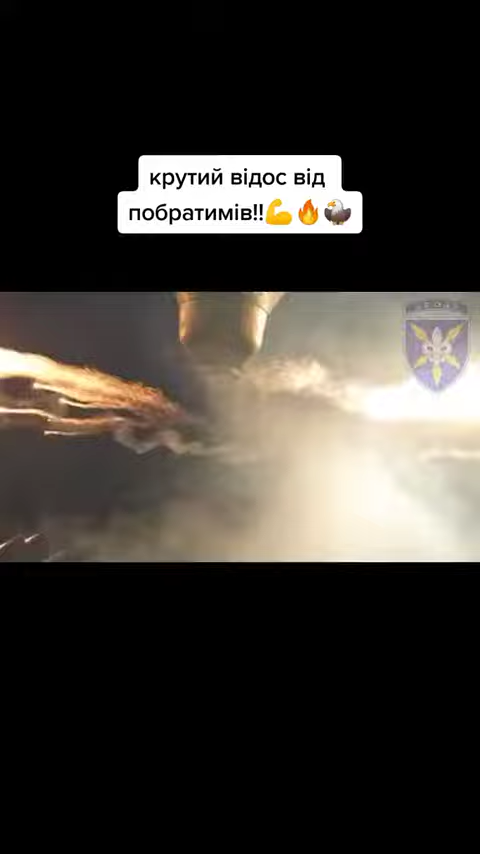 крутий відос від
побратимів!!💪🔥🦅